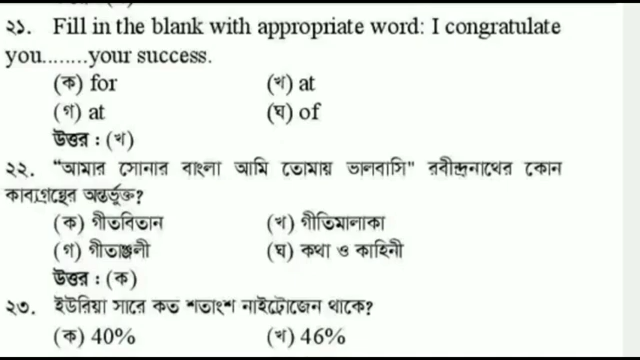 ২১. Fill in the blank with appropriate word: I congratulate
you........your success.
(ক) for (খ) at
(গ) at (ঘ) of
উত্তর : (খ)
২২. "আমার সোনার বাংলা আমি তোমায় ভালবাসি" রবীন্দ্রনাথের কোন
কাব্যগ্রন্থের অন্তর্ভুক্ত?
(ক) গীতবিতান (খ) গীতিমালাকা
(গ) গীতাঞ্জলী (ঘ) কথা ও কাহিনী
উত্তর : (ক)
২৩. ইউরিয়া সারে কত শতাংশ নাইট্রোজেন থাকে?
(ক) 40% (খ) 46%